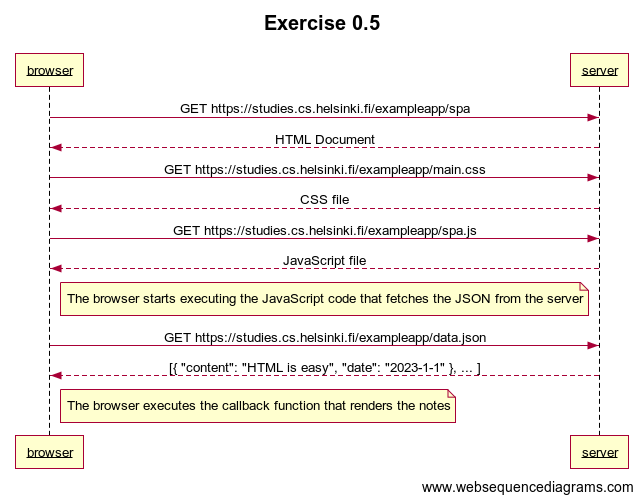 Exercise 0.5
browser
server
GET https://studies.cs.helsinki.fi/exampleapp/spa
HTML Document
GET https://studies.cs.helsinki.fi/exampleapp/main.css
CSS file
GET https://studies.cs.helsinki.fi/exampleapp/spa.js
JavaScript file
The browser starts executing the JavaScript code that fetches the JSON from the server
GET https://studies.cs.helsinki.fi/exampleapp/data.json
[{ "content": "HTML is easy", "date": "2023-1-1" }, ... ]
The browser executes the callback function that renders the notes
browser
server
www.websequencediagrams.com